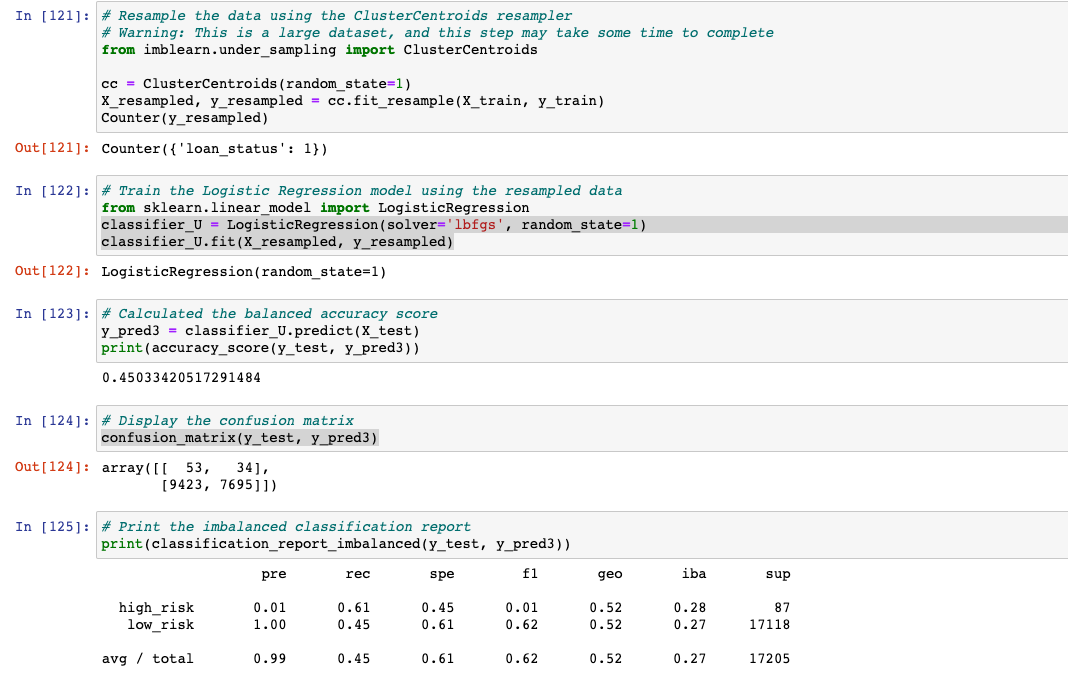 In [121]: # Resample the data using the ClusterCentroids resampler
# Warning: This is a large dataset, and this step may take some time to complete
from imblearn.under_sampling import ClusterCentroids
cc = ClusterCentroids(random_state=1)
X_resampled, y_resampled = cc.fit_resample(X_train, y_train)
Counter(y_resampled)
Out[121]: Counter({'loan_status': 1})
In [122]: # Train the Logistic Regression model using the resampled data
from sklearn.linear_model import LogisticRegression
classifier_U = LogisticRegression(solver='lbfgs', random_state=1)
classifier_U.fit(X_resampled, y_resampled)
Out[122]: LogisticRegression(random_state=1)
In [123]: # Calculated the balanced accuracy score
y_pred3 = classifier_U.predict(X_test)
print(accuracy_score(y_test, y_pred3))
0.45033420517291484
In [124]: # Display the confusion matrix
confusion_matrix(y_test, y_pred3)
Out[124]: array([[ 53, 34],
[9423, 7695]])
In [125]: # Print the imbalanced classification report
print(classification_report_imbalanced(y_test, y_pred3))
pre rec spe f1 geo iba sup
high_risk 0.01 0.61 0.45 0.01 0.52 0.28 87
low_risk 1.00 0.45 0.61 0.62 0.52 0.27 17118
avg / total 0.99 0.45 0.61 0.62 0.52 0.27 17205